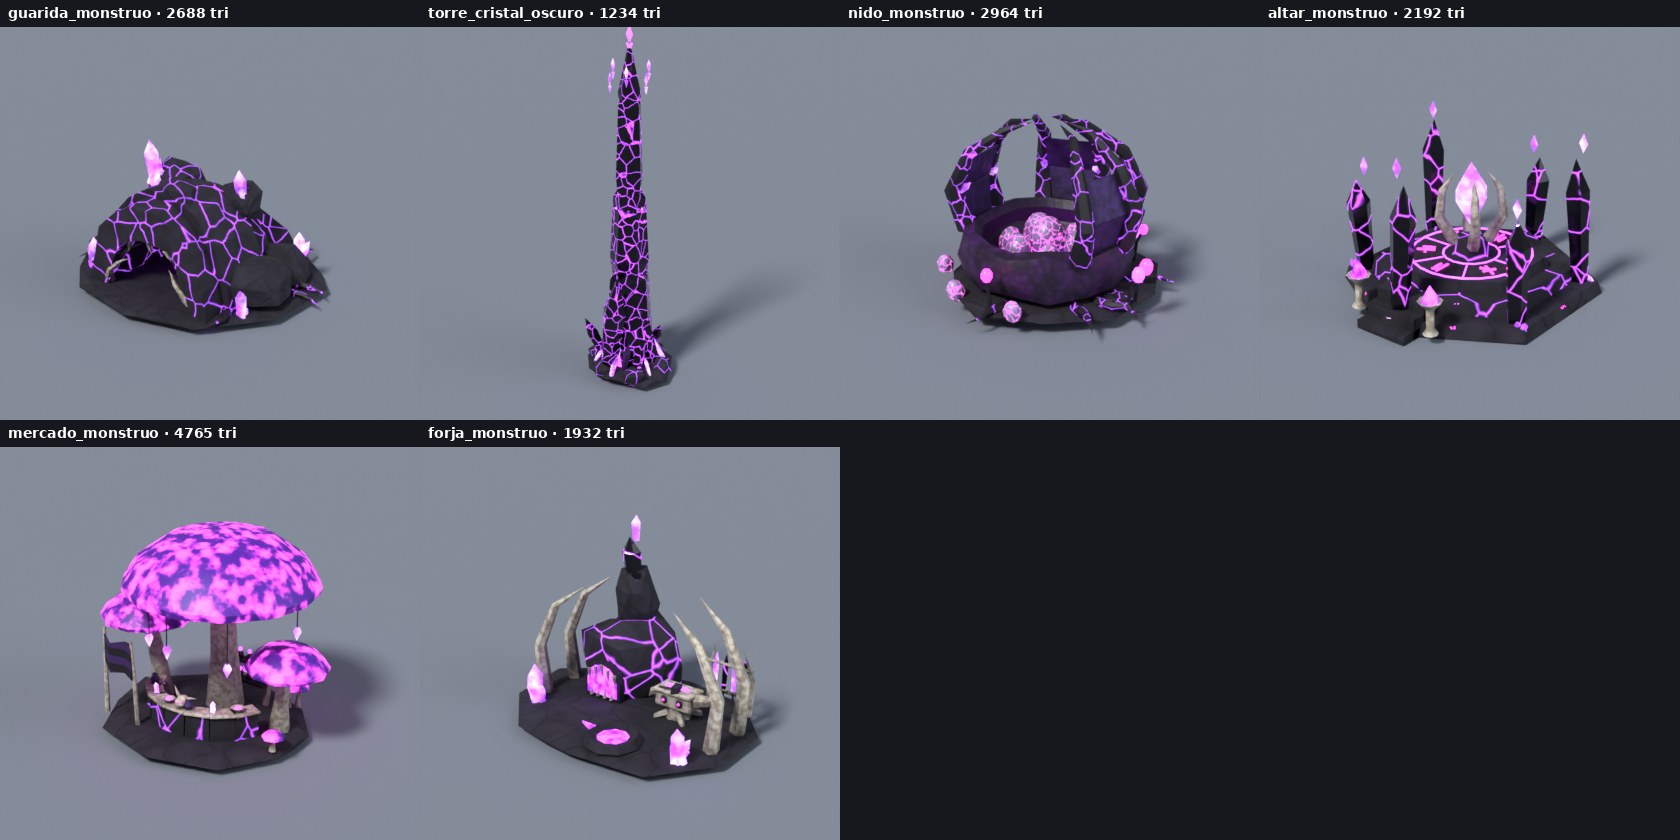 guarida_monstruo · 2688 tri
torre_cristal_oscuro · 1234 tri
nido_monstruo · 2964 tri
altar_monstruo · 2192 tri
mercado_monstruo · 4765 tri
forja_monstruo · 1932 tri